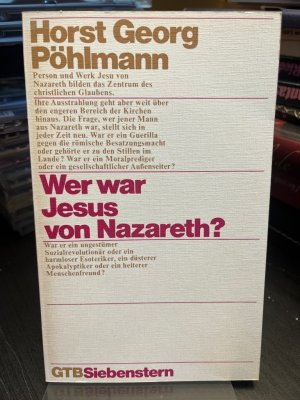 Horst Georg
Pöhlmann
Person und Werk Jesu von
Nazareth bilden das Zentrum des
christlichen Glaubens.
Ihre Ausstrahlung geht aber weit über
den engeren Bereich der Kirchen
hinaus. Die Frage, wer jener Mann
aus Nazareth war, stellt sich in
jeder Zeit neu. War er ein Guerilla
gegen die römische Besatzungsmacht
oder gehörte er zu den Stillen im
Lande? War er ein Moralprediger
oder ein gesellschaftlicher Außenseiter?
Wer war
Jesus
von Nazareth?
War er ein ungestümer
Sozialrevolutionär oder ein
harmloser Esoteriker, ein düsterer
Apokalyptiker oder ein heiterer
Menschenfreund?
GTBSiebenstern